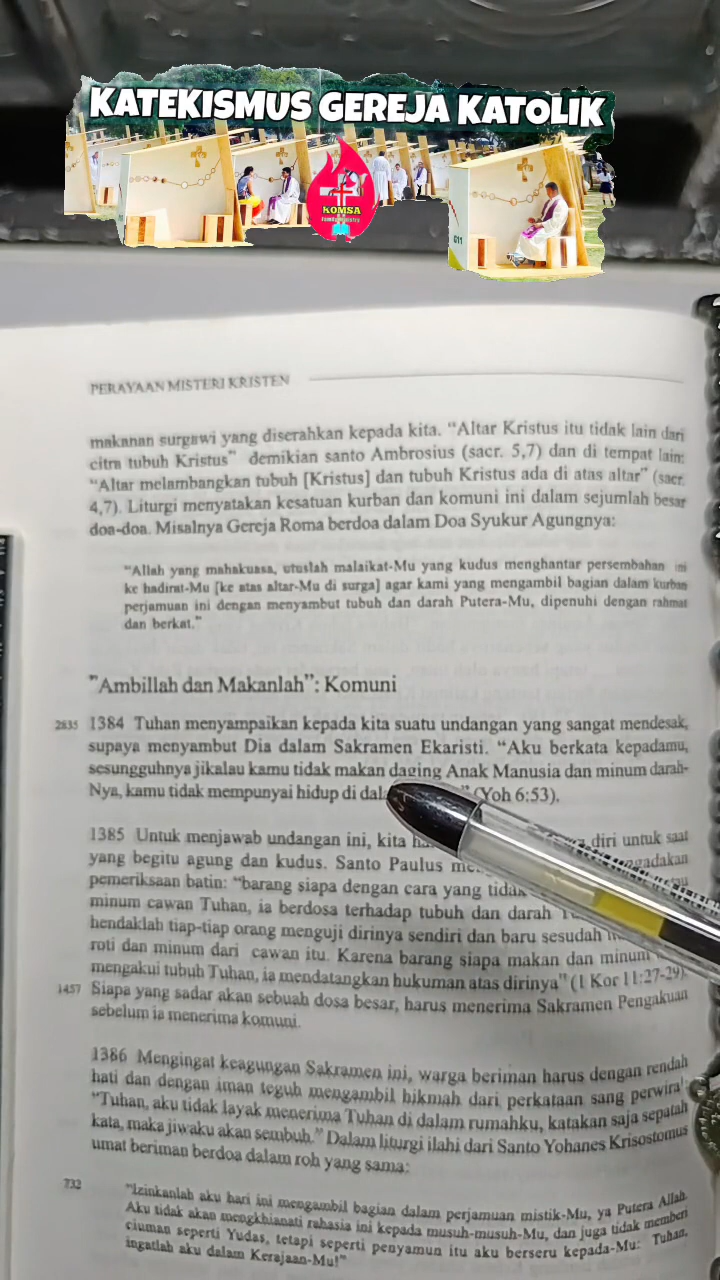 KATEKISMUS GEREJA KATOLIK
KOMSA
Family Ministry
011
PERAYAAN MISTERI KRISTEN
makanan surgawi yang diserahkan kepada kita. “Altar Kristus itu tidak lain dari
citra tubuh Kristus” demikian santo Ambrosius (sacr. 5,7) dan di tempat lain:
“Altar melambangkan tubuh [Kristus] dan tubuh Kristus ada di atas altar” (sacr.
4,7). Liturgi menyatakan kesatuan kurban dan komuni ini dalam sejumlah besar
doa-doa. Misalnya Gereja Roma berdoa dalam Doa Syukur Agungnya:
“Allah yang mahakuasa, utuslah malaikat-Mu yang kudus menghantar persembahan ini
ke hadirat-Mu [ke atas altar-Mu di surga] agar kami yang mengambil bagian dalam kurban
perjamuan ini dengan menyambut tubuh dan darah Putera-Mu, dipenuhi dengan rahmat
dan berkat.”
”Ambillah dan Makanlah”: Komuni
2835 1384 Tuhan menyampaikan kepada kita suatu undangan yang sangat mendesak,
supaya menyambut Dia dalam Sakramen Ekaristi. “Aku berkata kepadamu,
sesungguhnya jikalau kamu tidak makan daging Anak Manusia dan minum darah-
Nya, kamu tidak mempunyai hidup di ” (Yoh 6:53).
1385 Untuk menjawab undangan ini, kita diri untuk saat
yang begitu agung dan kudus. Santo Paulus
pemeriksaan batin: “barang siapa dengan cara yang
minum cawan Tuhan, ia berdosa terhadap tubuh dan darah
hendaklah tiap-tiap orang menguji dirinya sendiri dan baru sesudah
roti dan minum dari cawan itu. Karena barang siapa makan dan minum
mengakui tubuh Tuhan, ia mendatangkan hukuman atas dirinya” (1 Kor 11:27-29).
1457 Siapa yang sadar akan sebuah dosa besar, harus menerima Sakramen Pengakuan
sebelum ia menerima komuni.
1386 Mengingat keagungan Sakramen ini, warga beriman harus dengan rendah
hati dan dengan iman teguh mengambil hikmah dari perkataan sang perwira:
“Tuhan, aku tidak layak menerima Tuhan di dalam rumahku, katakan saja sepatah
kata, maka jiwaku akan sembuh.” Dalam liturgi ilahi dari Santo Yohanes Krisostomus
umat beriman berdoa dalam roh yang sama:
732 “Izinkanlah aku hari ini mengambil bagian dalam perjamuan mistik-Mu, ya Putera Allah.
Aku tidak akan mengkhianati rahasia ini kepada musuh-musuh-Mu, dan juga tidak memberi
ciuman seperti Yudas, tetapi seperti penyamun itu aku berseru kepada-Mu: Tuhan,
ingatlah aku dalam Kerajaan-Mu!”